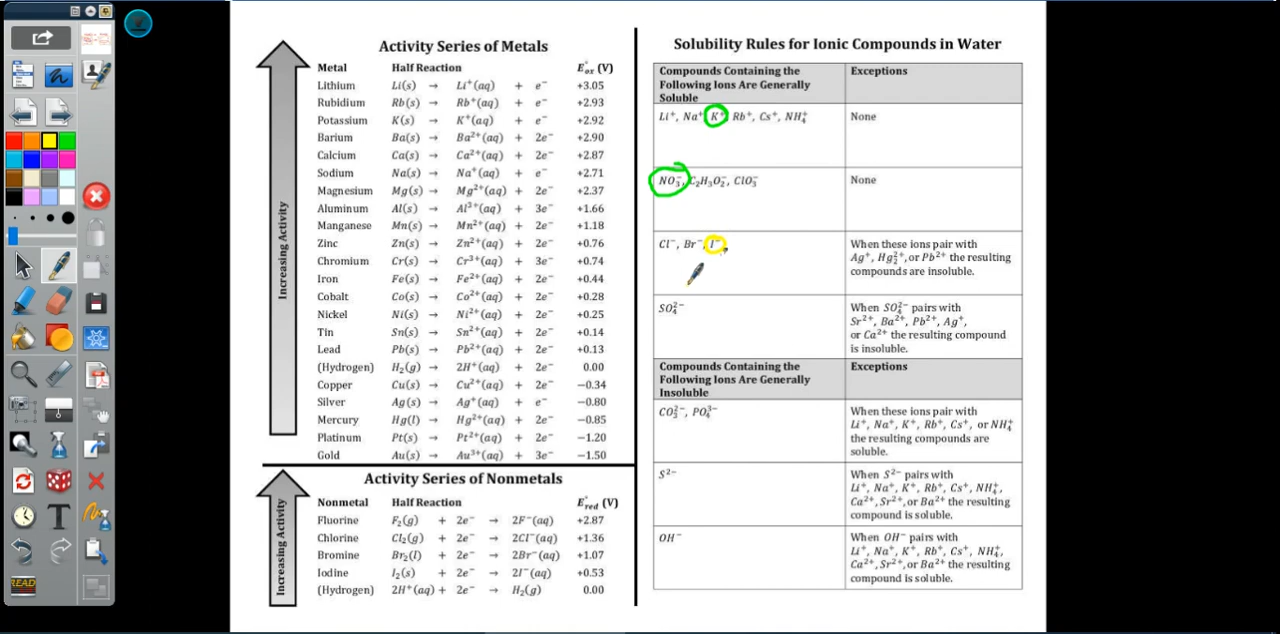 Activity Series of Metals
Metal Half Reaction E°ox (V)
Lithium Li(s) → Li⁺(aq) + e⁻ +3.05
Rubidium Rb(s) → Rb⁺(aq) + e⁻ +2.93
Potassium K(s) → K⁺(aq) + e⁻ +2.92
Barium Ba(s) → Ba²⁺(aq) + 2e⁻ +2.90
Calcium Ca(s) → Ca²⁺(aq) + 2e⁻ +2.87
Sodium Na(s) → Na⁺(aq) + e⁻ +2.71
Magnesium Mg(s) → Mg²⁺(aq) + 2e⁻ +2.37
Aluminum Al(s) → Al³⁺(aq) + 3e⁻ +1.66
Manganese Mn(s) → Mn²⁺(aq) + 2e⁻ +1.18
Zinc Zn(s) → Zn²⁺(aq) + 2e⁻ +0.76
Chromium Cr(s) → Cr³⁺(aq) + 3e⁻ +0.74
Iron Fe(s) → Fe²⁺(aq) + 2e⁻ +0.44
Cobalt Co(s) → Co²⁺(aq) + 2e⁻ +0.28
Nickel Ni(s) → Ni²⁺(aq) + 2e⁻ +0.25
Tin Sn(s) → Sn²⁺(aq) + 2e⁻ +0.14
Lead Pb(s) → Pb²⁺(aq) + 2e⁻ +0.13
(Hydrogen) H₂(g) → 2H⁺(aq) + 2e⁻ 0.00
Copper Cu(s) → Cu²⁺(aq) + 2e⁻ −0.34
Silver Ag(s) → Ag⁺(aq) + e⁻ −0.80
Mercury Hg(l) → Hg²⁺(aq) + 2e⁻ −0.85
Platinum Pt(s) → Pt²⁺(aq) + 2e⁻ −1.20
Gold Au(s) → Au³⁺(aq) + 3e⁻ −1.50
Increasing Activity
Activity Series of Nonmetals
Nonmetal Half Reaction E°red (V)
Fluorine F₂(g) + 2e⁻ → 2F⁻(aq) +2.87
Chlorine Cl₂(g) + 2e⁻ → 2Cl⁻(aq) +1.36
Bromine Br₂(l) + 2e⁻ → 2Br⁻(aq) +1.07
Iodine I₂(s) + 2e⁻ → 2I⁻(aq) +0.53
(Hydrogen) 2H⁺(aq) + 2e⁻ → H₂(g) 0.00
Increasing Activity
Solubility Rules for Ionic Compounds in Water
Compounds Containing the
Following Ions Are Generally
Soluble
Exceptions
Li⁺, Na⁺, K⁺, Rb⁺, Cs⁺, NH₄⁺
None
NO₃⁻, C₂H₃O₂⁻, ClO₃⁻
None
Cl⁻, Br⁻, I⁻,
When these ions pair with
Ag⁺, Hg₂²⁺, or Pb²⁺ the resulting
compounds are insoluble.
SO₄²⁻
When SO₄²⁻ pairs with
Sr²⁺, Ba²⁺, Pb²⁺, Ag⁺,
or Ca²⁺ the resulting compound
is insoluble.
Compounds Containing the
Following Ions Are Generally
Insoluble
Exceptions
CO₃²⁻, PO₄³⁻
When these ions pair with
Li⁺, Na⁺, K⁺, Rb⁺, Cs⁺, or NH₄⁺
the resulting compounds are
soluble.
S²⁻
When S²⁻ pairs with
Li⁺, Na⁺, K⁺, Rb⁺, Cs⁺, NH₄⁺,
Ca²⁺, Sr²⁺, or Ba²⁺ the resulting
compound is soluble.
OH⁻
When OH⁻ pairs with
Li⁺, Na⁺, K⁺, Rb⁺, Cs⁺, NH₄⁺,
Ca²⁺, Sr²⁺, or Ba²⁺ the resulting
compound is soluble.
READ